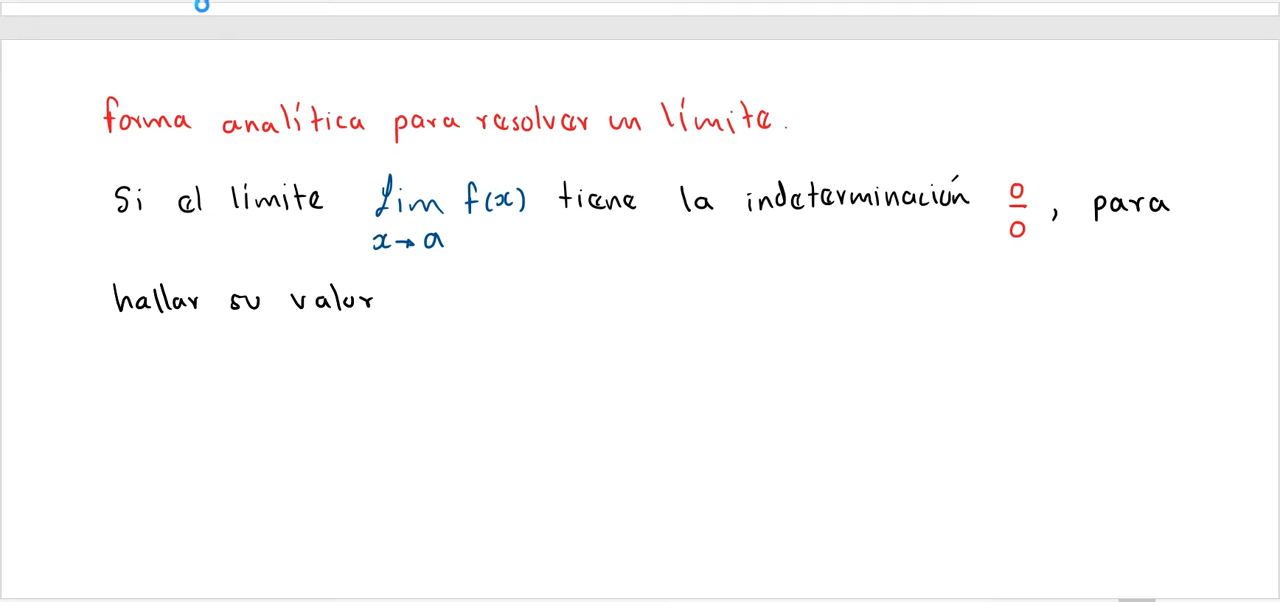 forma analítica para resolver un límite.
Si el límite Lim f(x) tiene la indeterminación 0/0, para
x→a
hallar su valor